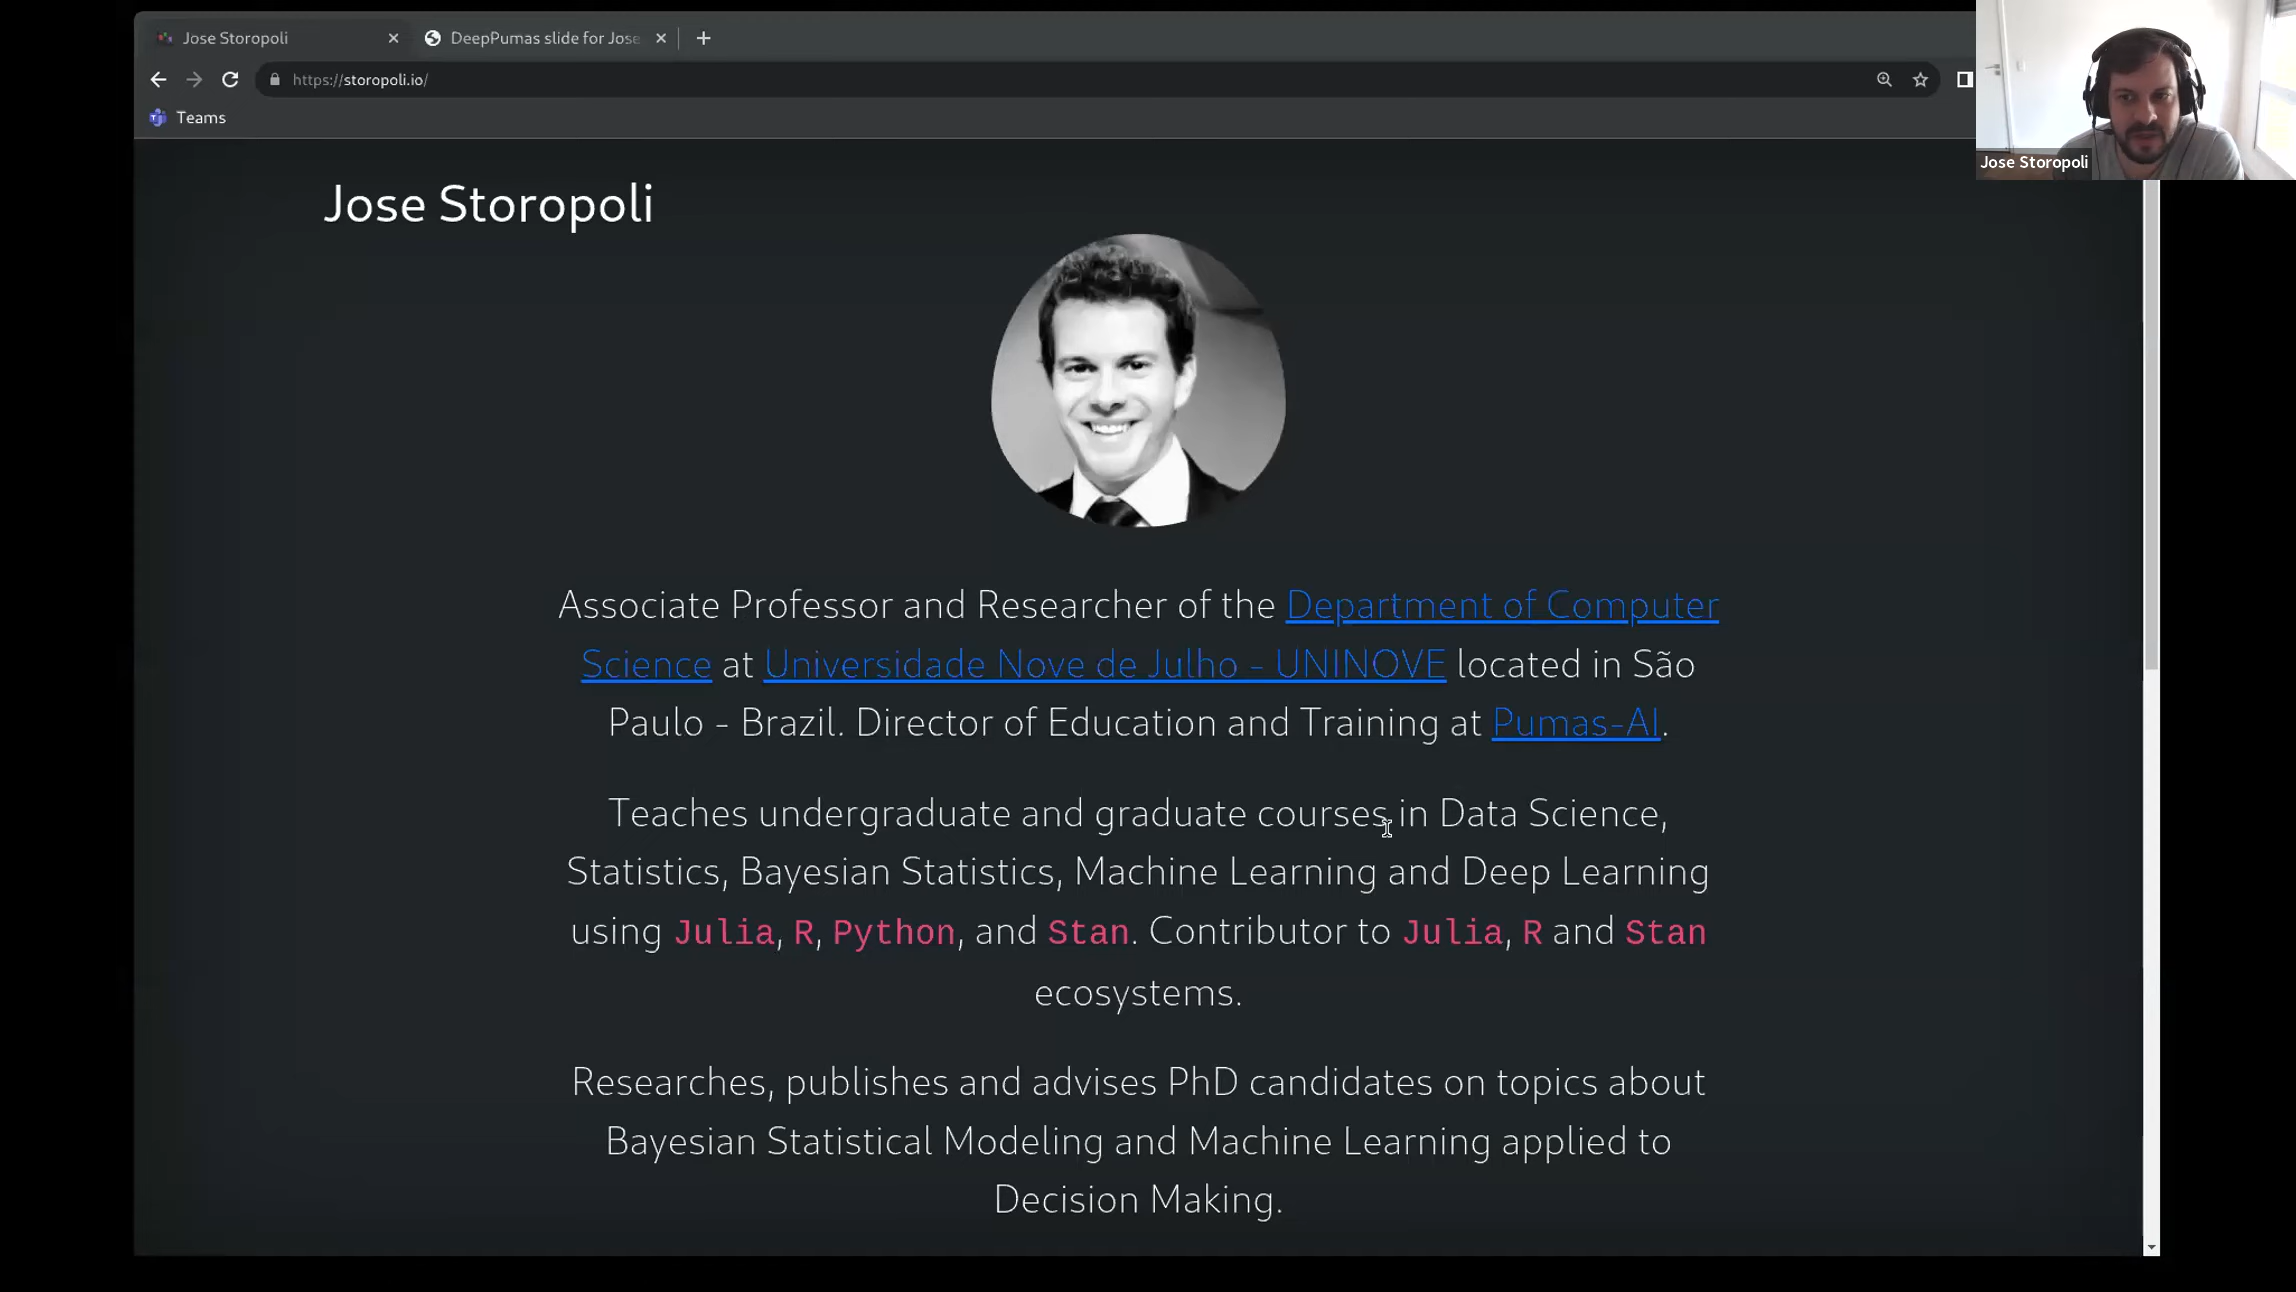 Jose Storopoli
DeepPumas slide for Jose
https://storopoli.io/
Teams
Jose Storopoli
Jose Storopoli
Associate Professor and Researcher of the Department of Computer
Science at Universidade Nove de Julho - UNINOVE located in São
Paulo - Brazil. Director of Education and Training at Pumas-AI.
Teaches undergraduate and graduate courses in Data Science,
Statistics, Bayesian Statistics, Machine Learning and Deep Learning
using Julia, R, Python, and Stan. Contributor to Julia, R and Stan
ecosystems.
Researches, publishes and advises PhD candidates on topics about
Bayesian Statistical Modeling and Machine Learning applied to
Decision Making.